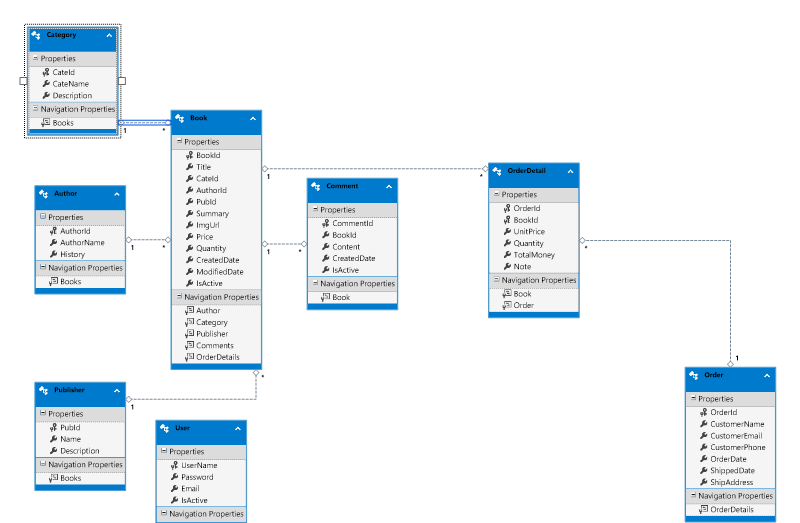 Category
Properties
CateId
CateName
Description
Navigation Properties
Books
1
*
Book
Properties
BookId
Title
CateId
AuthorId
PubId
Summary
ImgUrl
Price
Quantity
CreatedDate
ModifiedDate
IsActive
Navigation Properties
Author
Category
Publisher
Comments
OrderDetails
1
*
Author
Properties
AuthorId
AuthorName
History
Navigation Properties
Books
1
*
Comment
Properties
CommentId
BookId
Content
CreatedDate
IsActive
Navigation Properties
Book
1
*
OrderDetail
Properties
OrderId
BookId
UnitPrice
Quantity
TotalMoney
Note
Navigation Properties
Book
Order
*
1
Publisher
Properties
PubId
Name
Description
Navigation Properties
Books
1
*
User
Properties
UserName
Password
Email
IsActive
Navigation Properties
Order
Properties
OrderId
CustomerName
CustomerEmail
CustomerPhone
OrderDate
ShippedDate
ShipAddress
Navigation Properties
OrderDetails